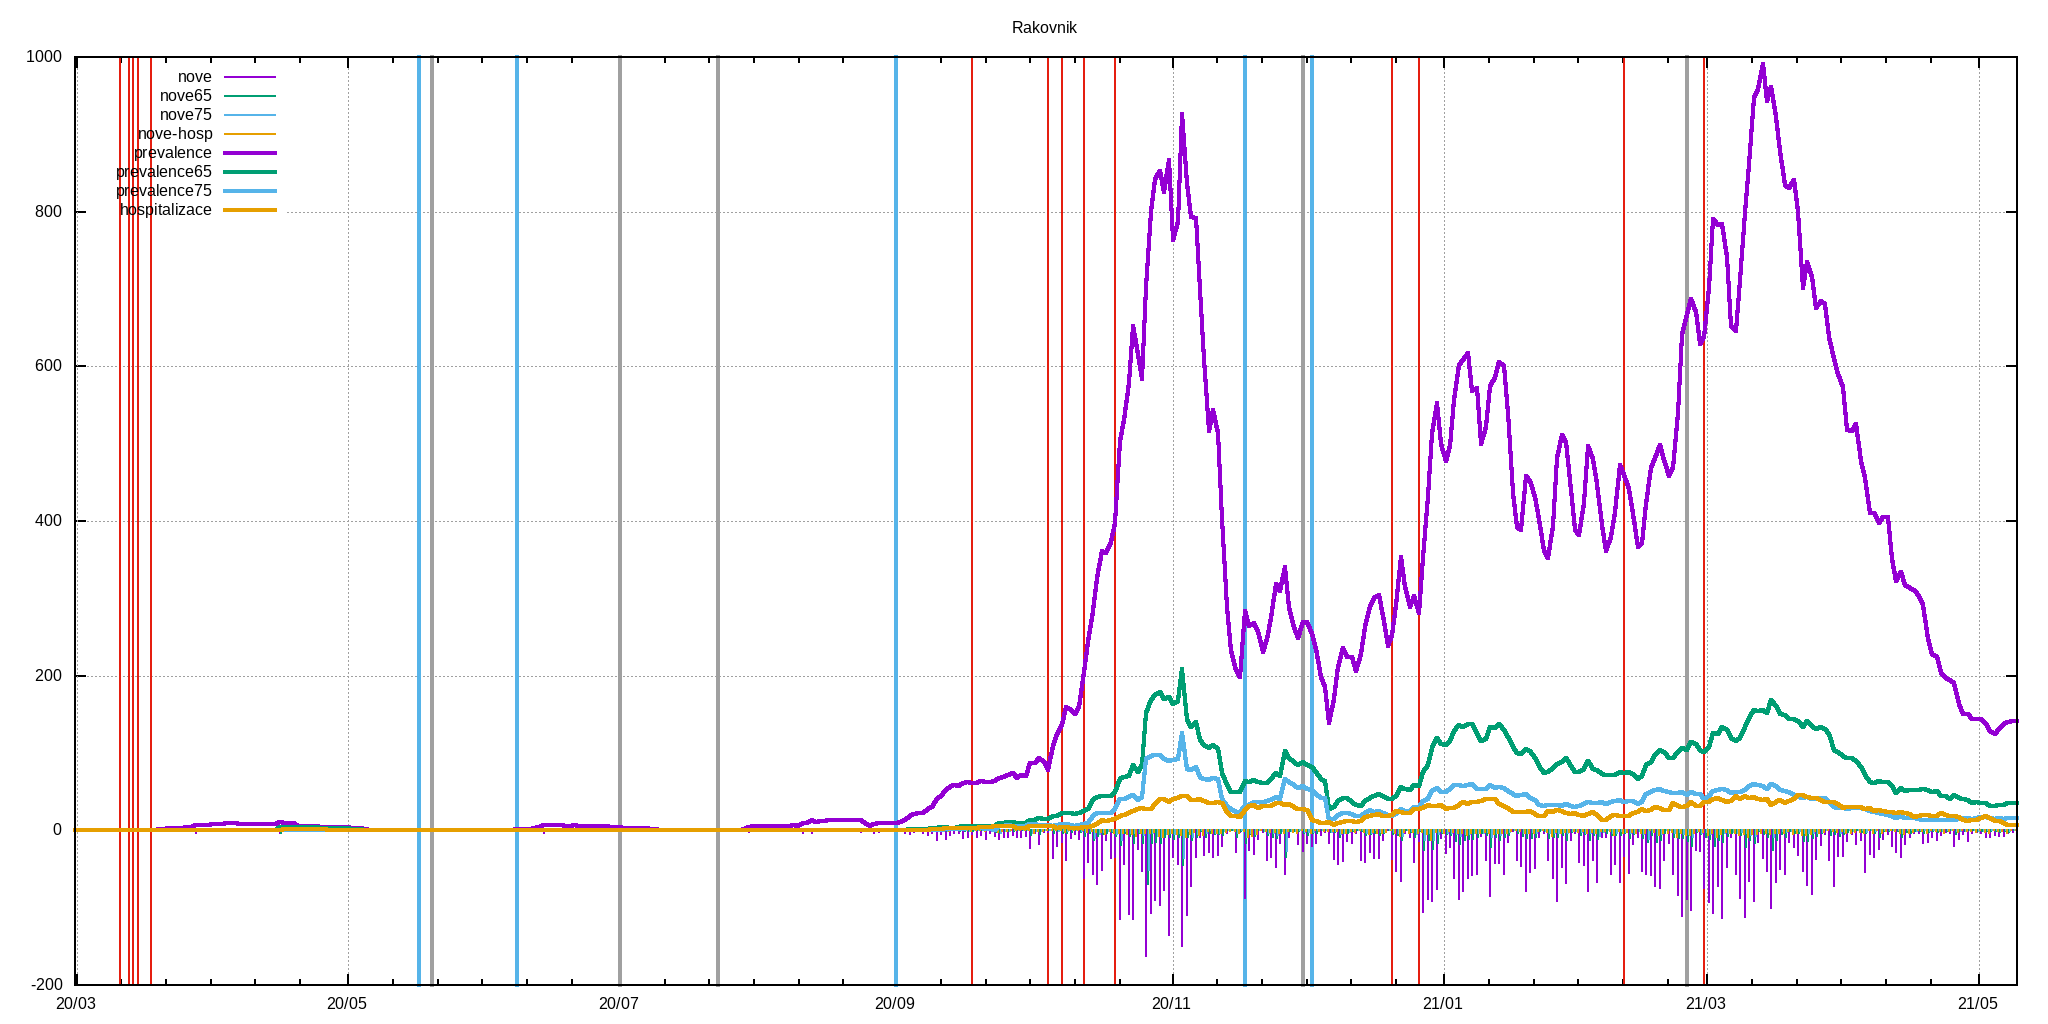 Rakovnik
1000
800
600
400
200
0
-200
nove
nove65
nove75
nove-hosp
prevalence
prevalence65
prevalence75
hospitalizace
20/03 20/05 20/07 20/09 20/11 21/01 21/03 21/05